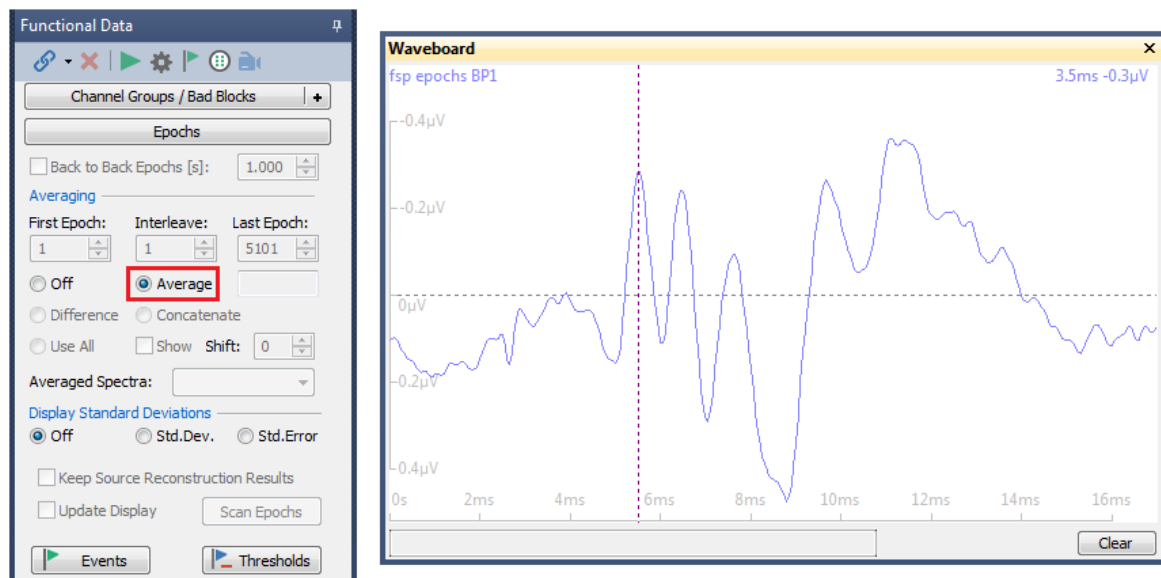 Functional Data
Channel Groups / Bad Blocks +
Epochs
Back to Back Epochs [s]: 1.000
Averaging
First Epoch: Interleave: Last Epoch:
1 1 5101
Off Average
Difference Concatenate
Use All Show Shift: 0
Averaged Spectra:
Display Standard Deviations
Off Std.Dev. Std.Error
Keep Source Reconstruction Results
Update Display Scan Epochs
Events Thresholds
Waveboard
fsp epochs BP1 3.5ms -0.3µV
-0.4µV
-0.2µV
0µV
0.2µV
0.4µV
0s 2ms 4ms 6ms 8ms 10ms 12ms 14ms 16ms
Clear